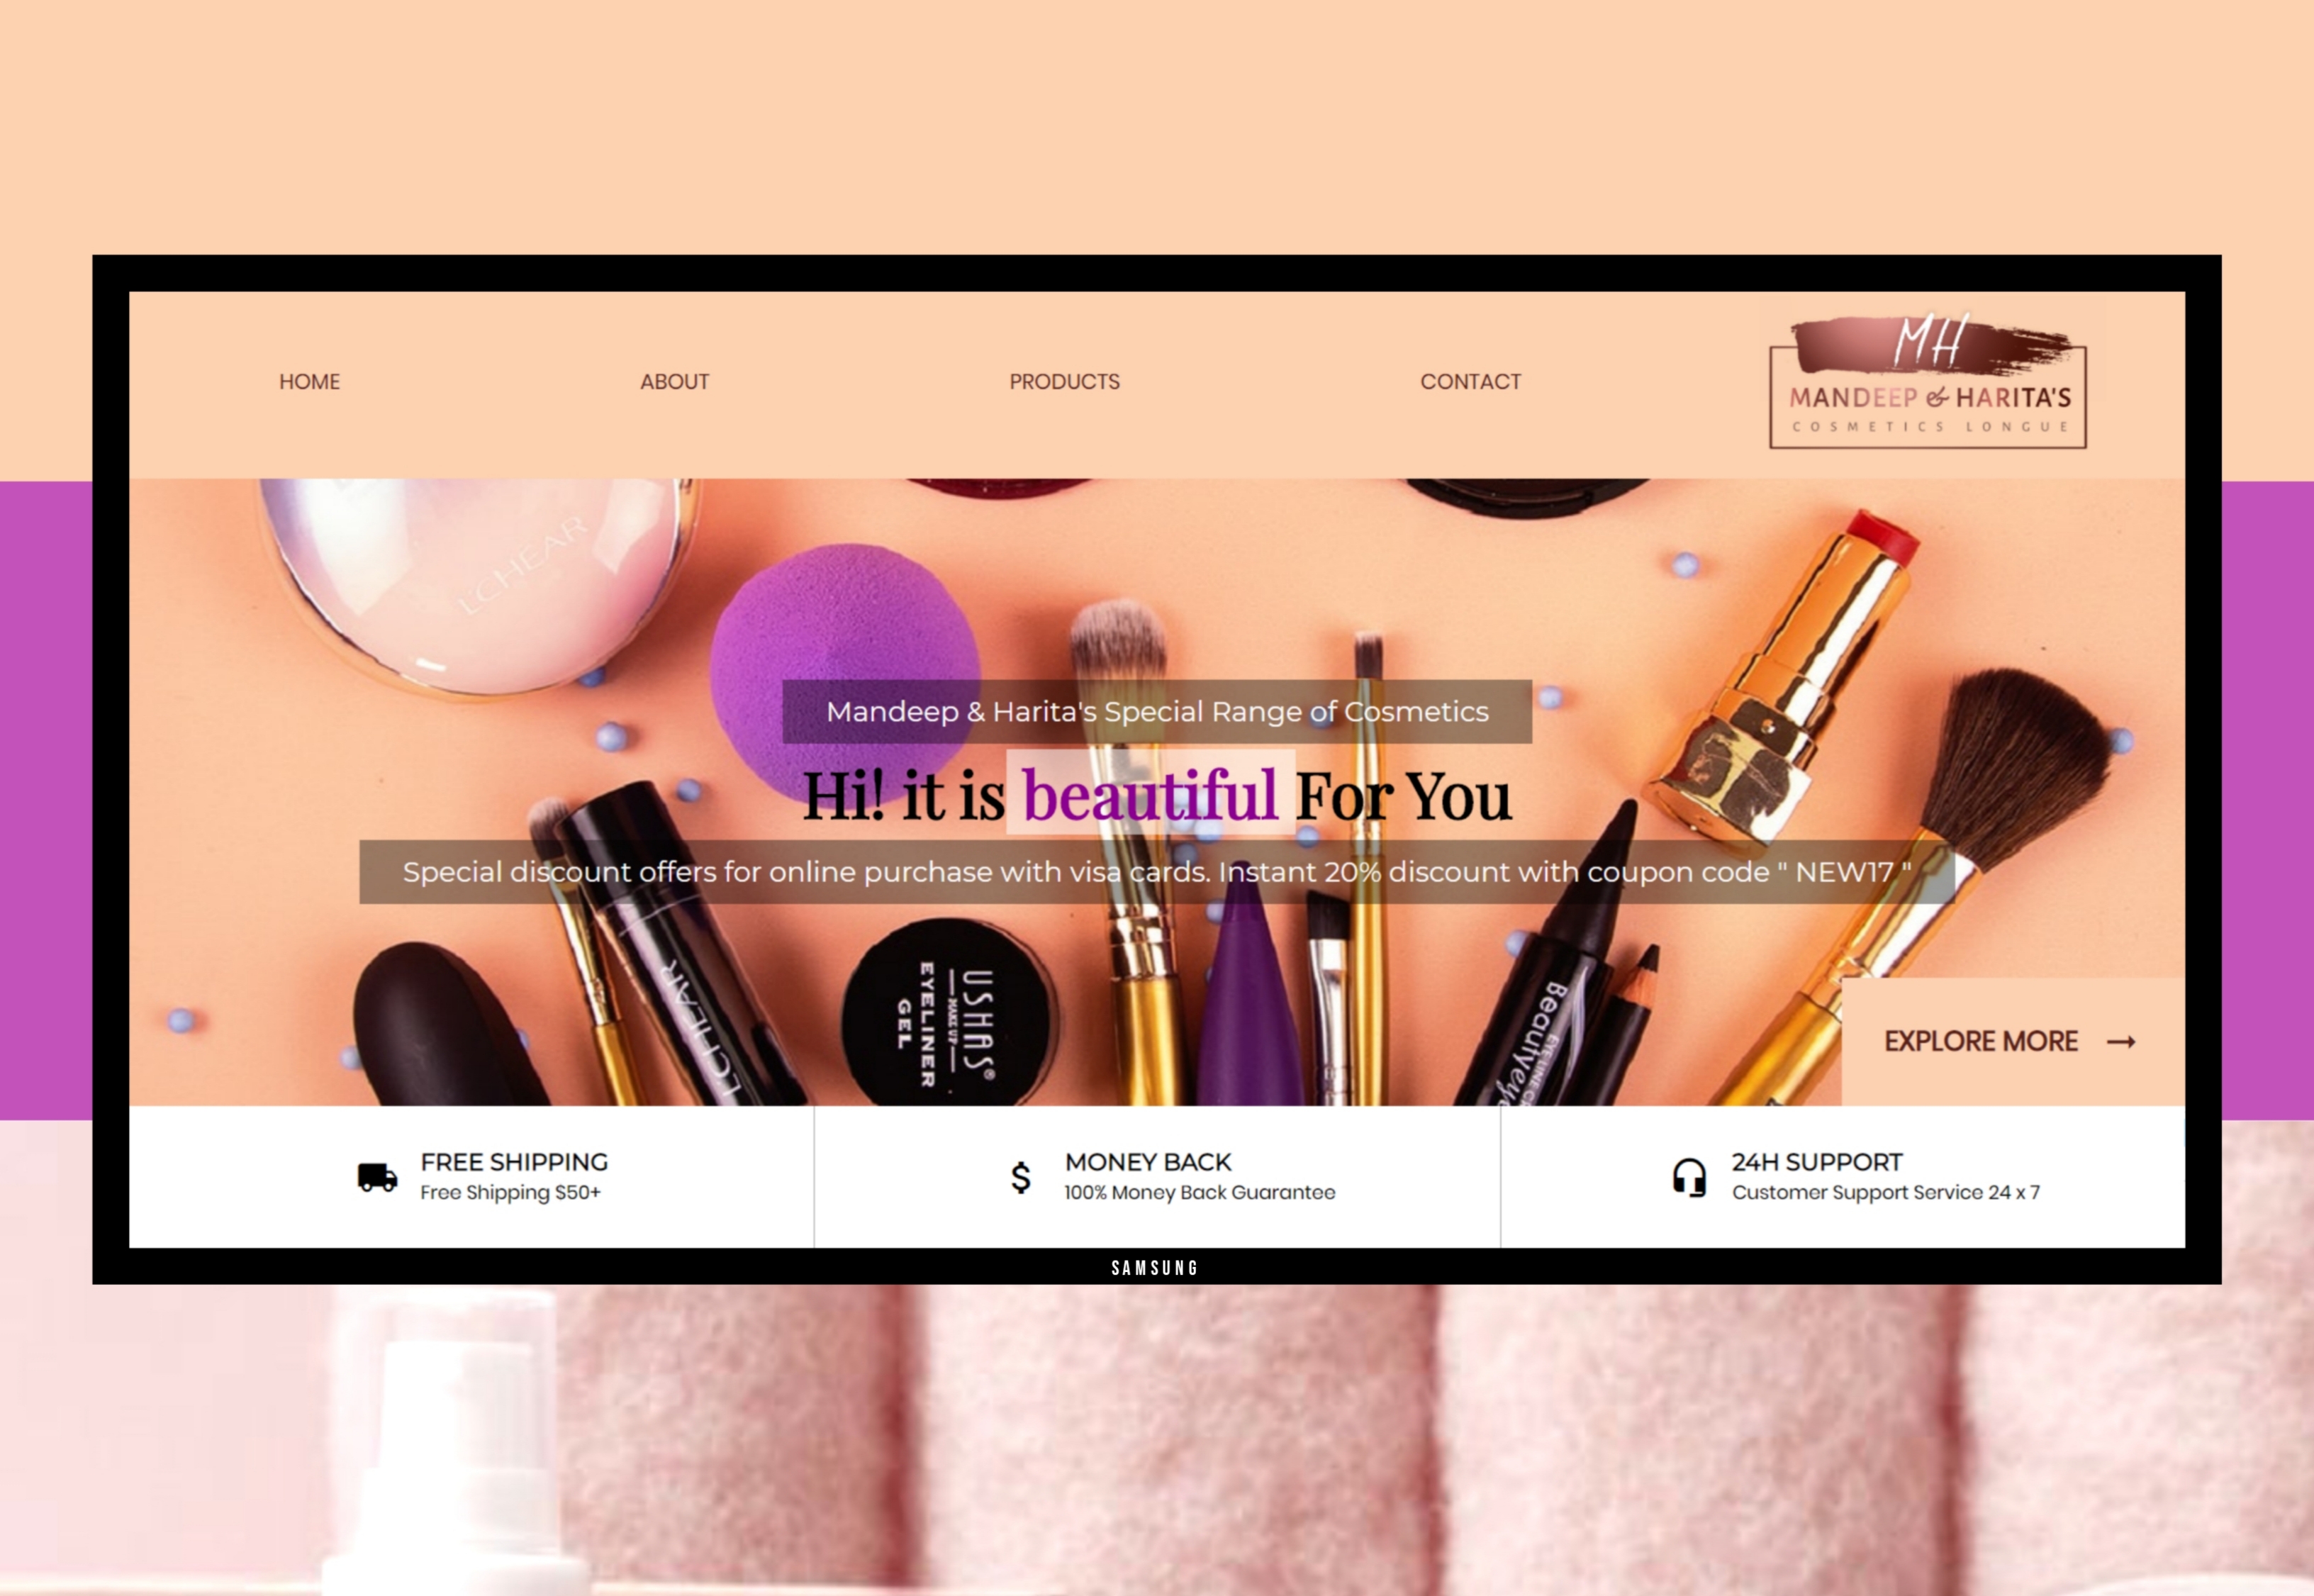 HOME ABOUT PRODUCTS CONTACT
MH
MANDEEP & HARITA'S
COSMETICS LONGUE
L'CHEAR
Mandeep & Harita's Special Range of Cosmetics
Hi! it is beautiful For You
Special discount offers for online purchase with visa cards. Instant 20% discount with coupon code " NEW17 "
L'CHEAR
USHAS®
MAKE UP
EYELINER
GEL
EXPLORE MORE →
FREE SHIPPING
Free Shipping $50+
MONEY BACK
100% Money Back Guarantee
24H SUPPORT
Customer Support Service 24 x 7
SAMSUNG